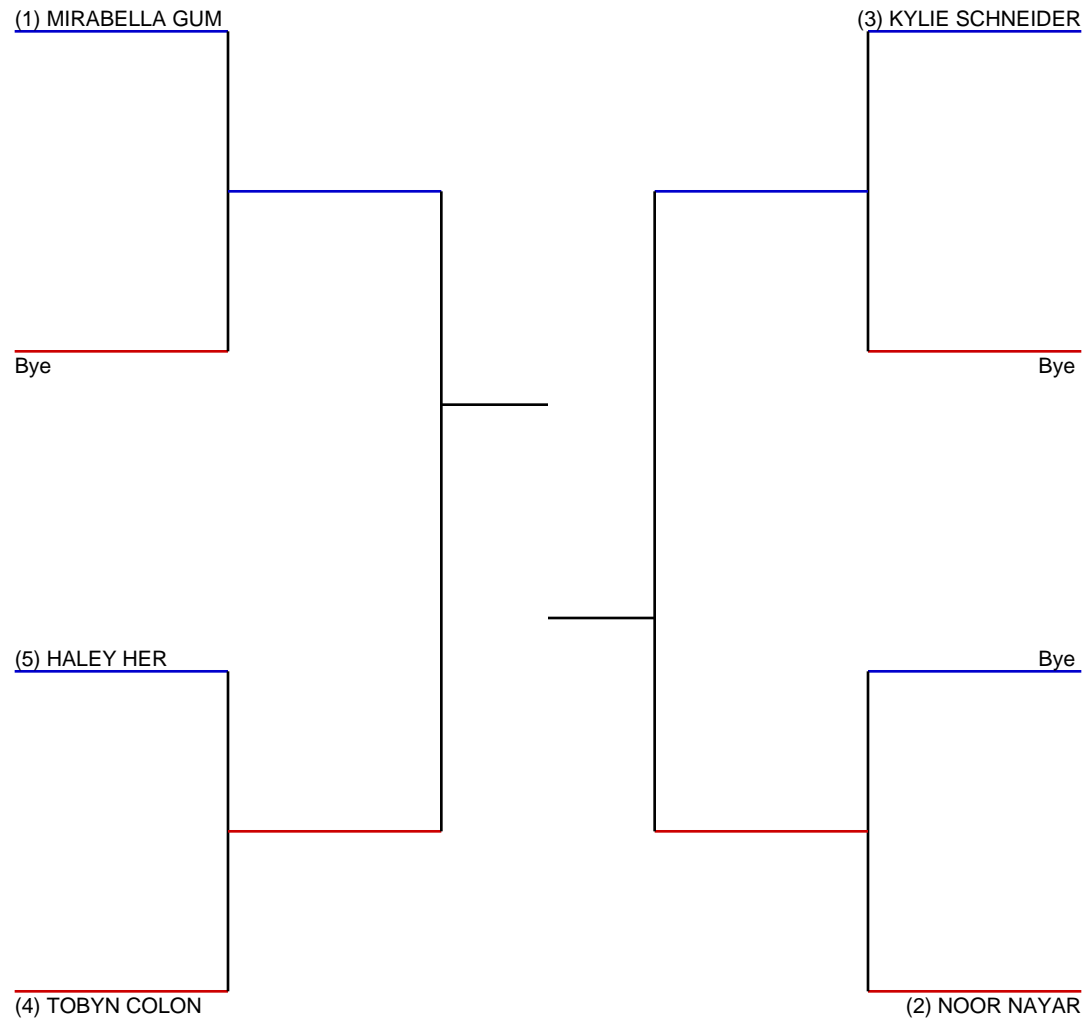 (1) MIRABELLA GUM
(3) KYLIE SCHNEIDER
Bye
Bye
(5) HALEY HER
Bye
(4) TOBYN COLON
(2) NOOR NAYAR